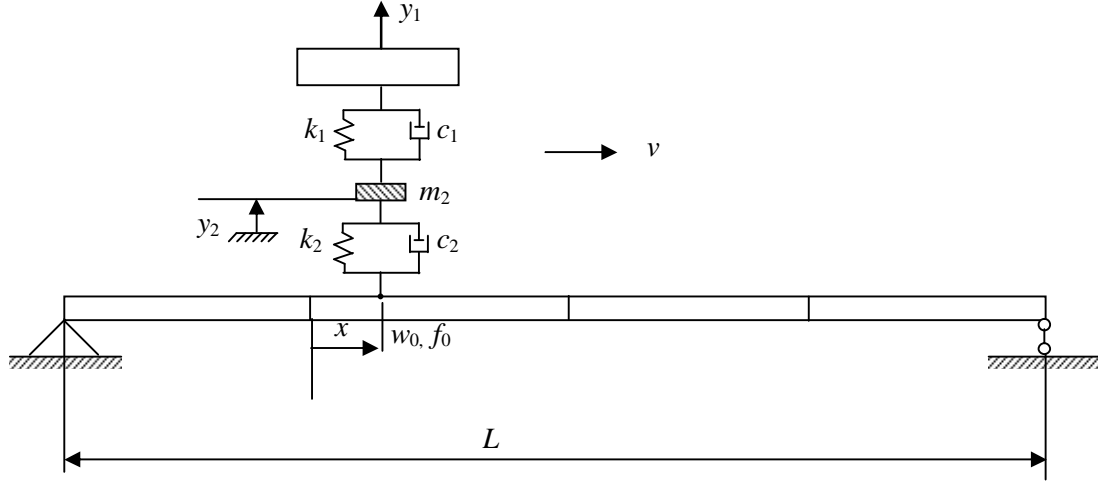 y₁
k₁
c₁
v
m₂
y₂
k₂
c₂
x
w₀, f₀
L